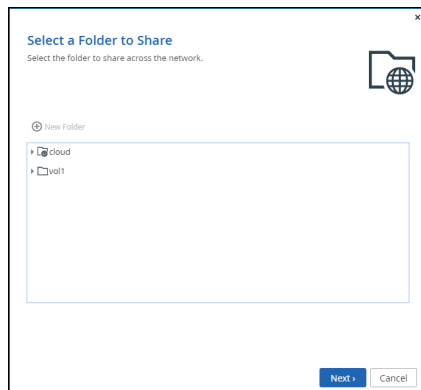 Select a Folder to Share
Select the folder to share across the network.
New Folder
cloud
vol1
Next ›
Cancel